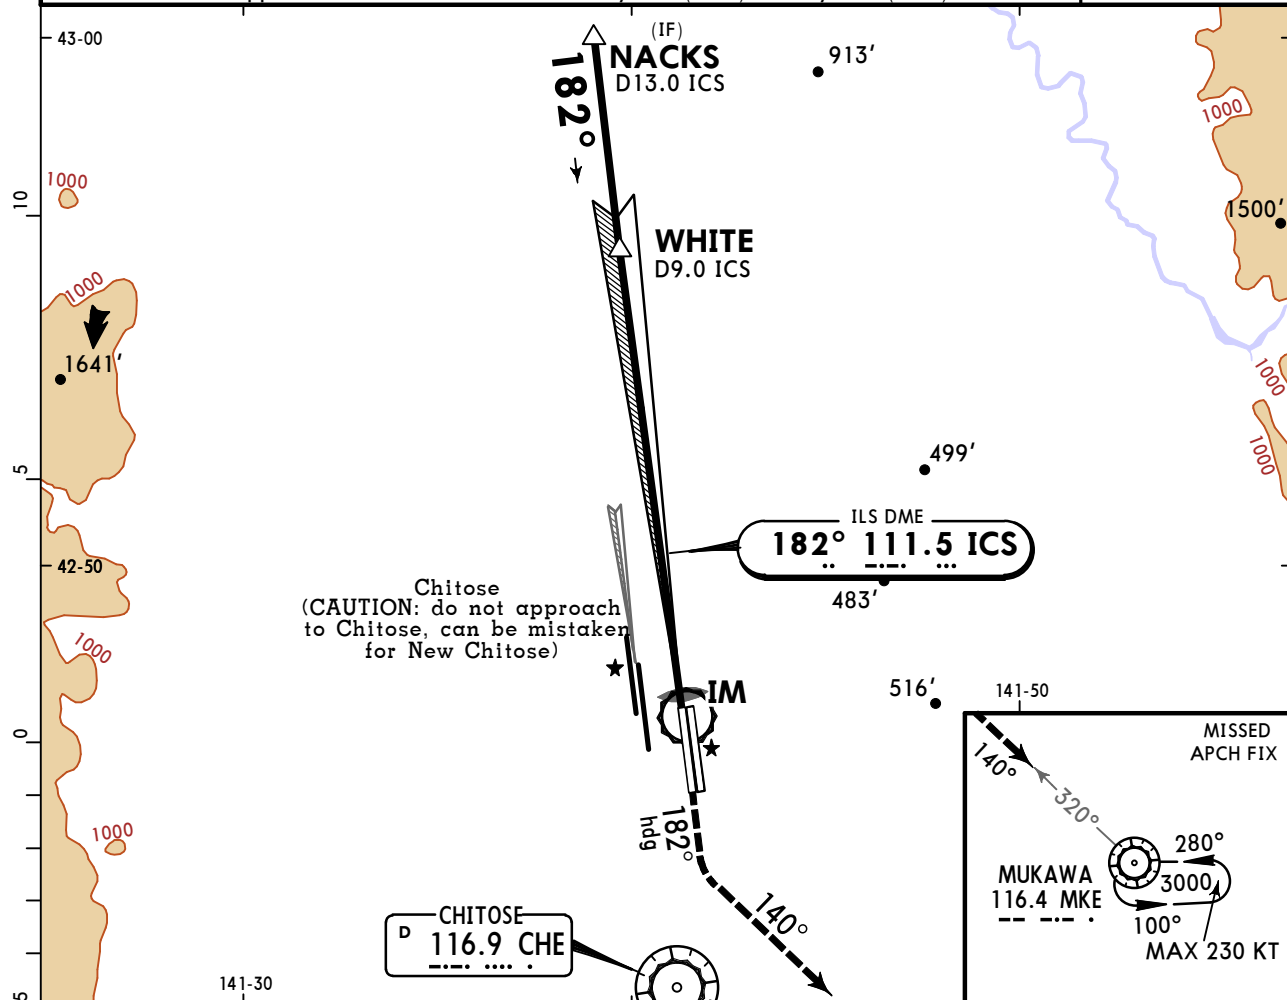 43-00
(IF)
NACKS
D13.0 ICS
182°
913'
1000
1000
10
1500'
WHITE
D9.0 ICS
1000
1641'
1000
5
499'
1000
ILS DME
182° 111.5 ICS
42-50
483'
Chitose
(CAUTION: do not approach
to Chitose, can be mistaken
for New Chitose)
1000
IM
516'
141-50
0
MISSED
APCH FIX
140°
320°
1000
182°
hdg
280°
MUKAWA
3000
116.4 MKE
100°
MAX 230 KT
140°
CHITOSE
D 116.9 CHE
141-30
5